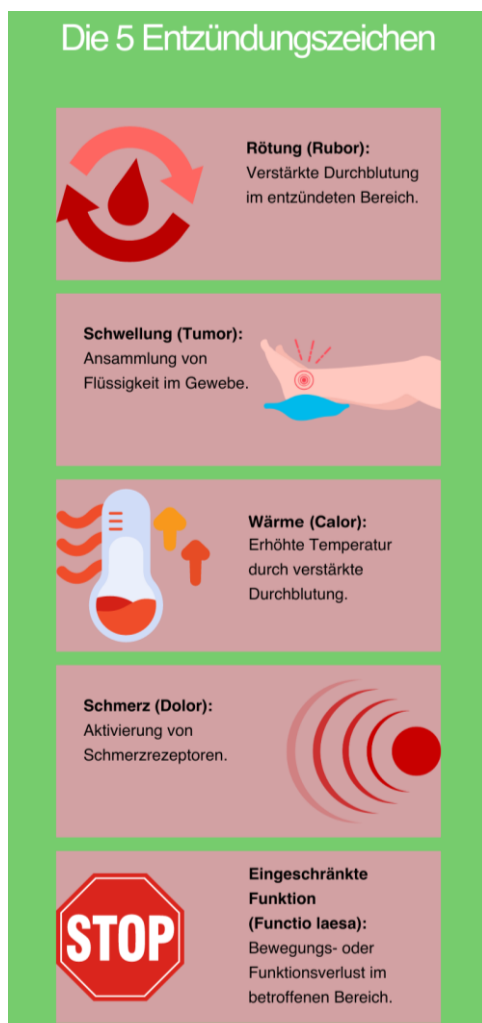 Die 5 Entzündungszeichen
Rötung (Rubor):
Verstärkte Durchblutung
im entzündeten Bereich.
Schwellung (Tumor):
Ansammlung von
Flüssigkeit im Gewebe.
Wärme (Calor):
Erhöhte Temperatur
durch verstärkte
Durchblutung.
Schmerz (Dolor):
Aktivierung von
Schmerzrezeptoren.
STOP
Eingeschränkte
Funktion
(Functio laesa):
Bewegungs- oder
Funktionsverlust im
betroffenen Bereich.